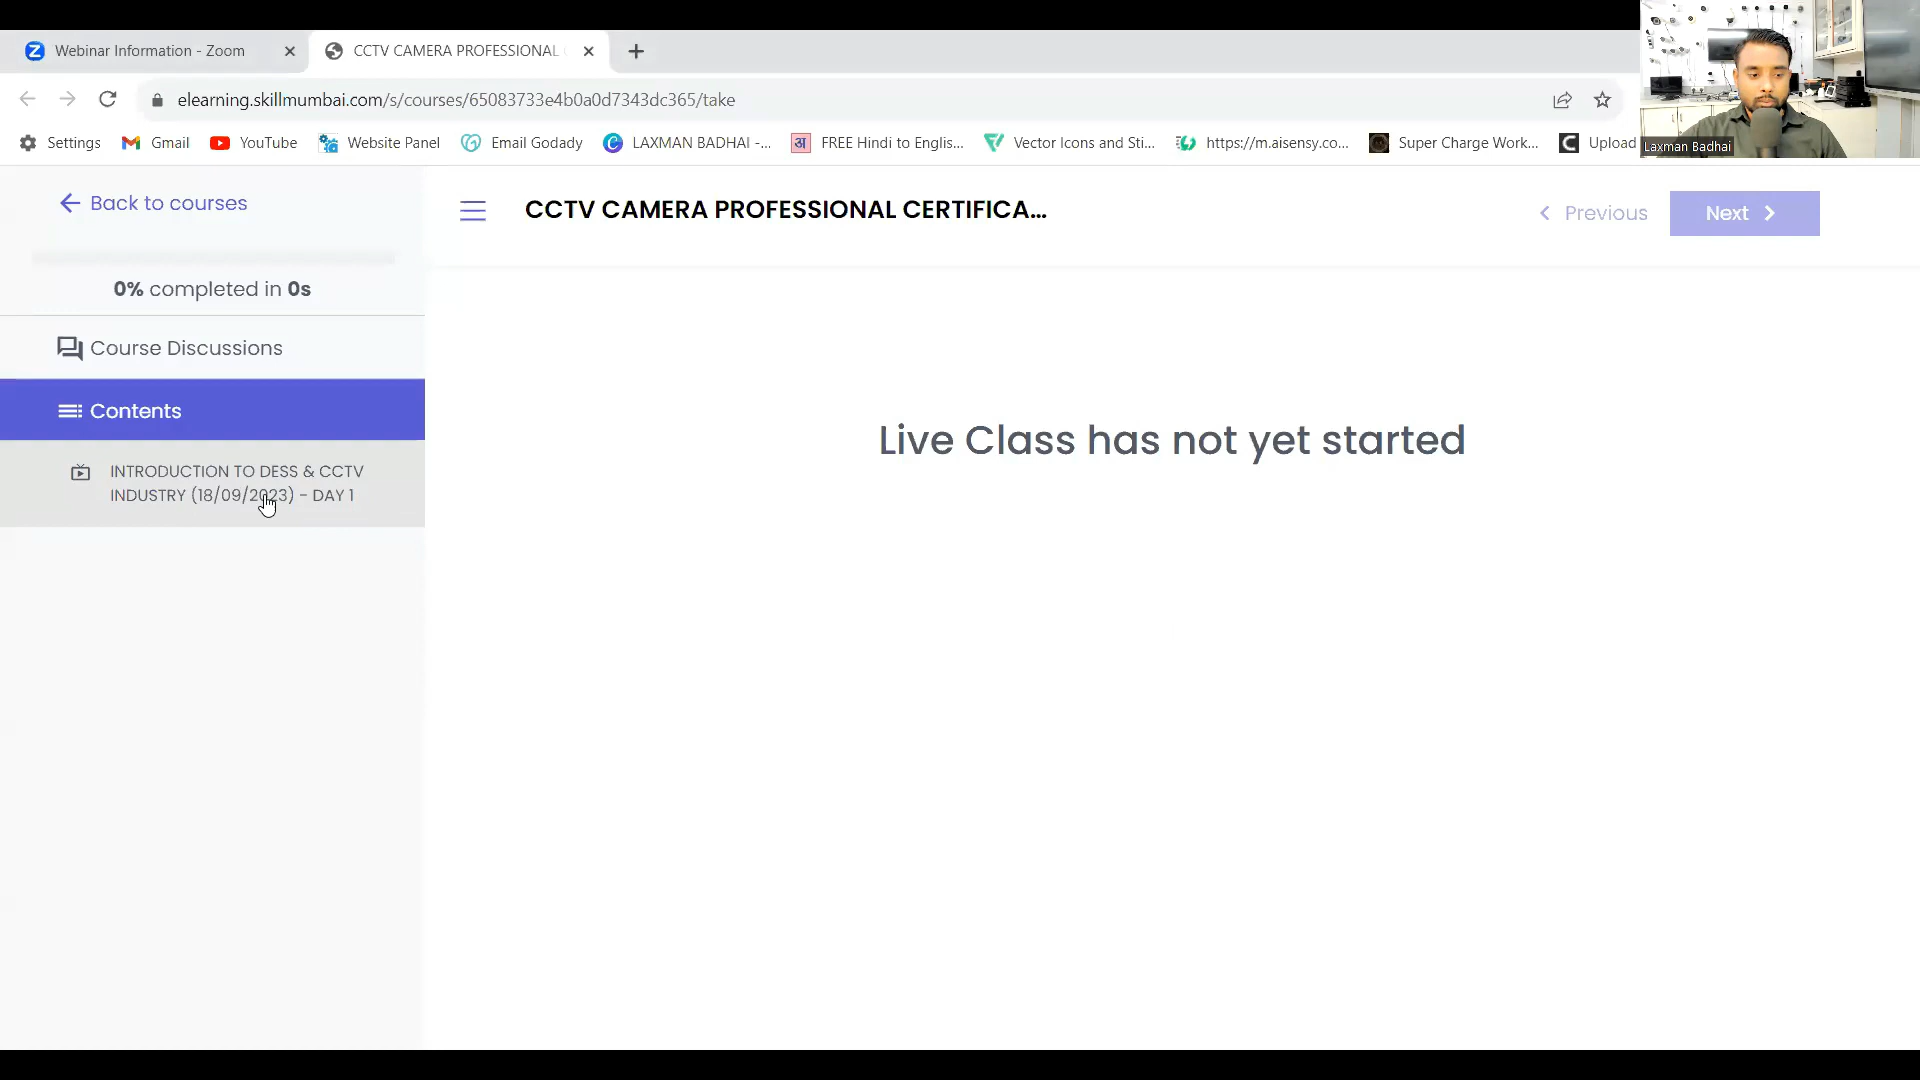 Webinar Information - Zoom
CCTV CAMERA PROFESSIONAL
elearning.skillmumbai.com/s/courses/65083733e4b0a0d7343dc365/take
Settings
Gmail
YouTube
Website Panel
Email Godady
LAXMAN BADHAI -...
अ
FREE Hindi to Englis...
Vector Icons and Sti...
https://m.aisensy.co...
Super Charge Work...
Upload
Laxman Badhai
Back to courses
CCTV CAMERA PROFESSIONAL CERTIFICA...
Previous
Next
0% completed in 0s
Course Discussions
Contents
INTRODUCTION TO DESS & CCTV
INDUSTRY (18/09/2023) - DAY 1
Live Class has not yet started